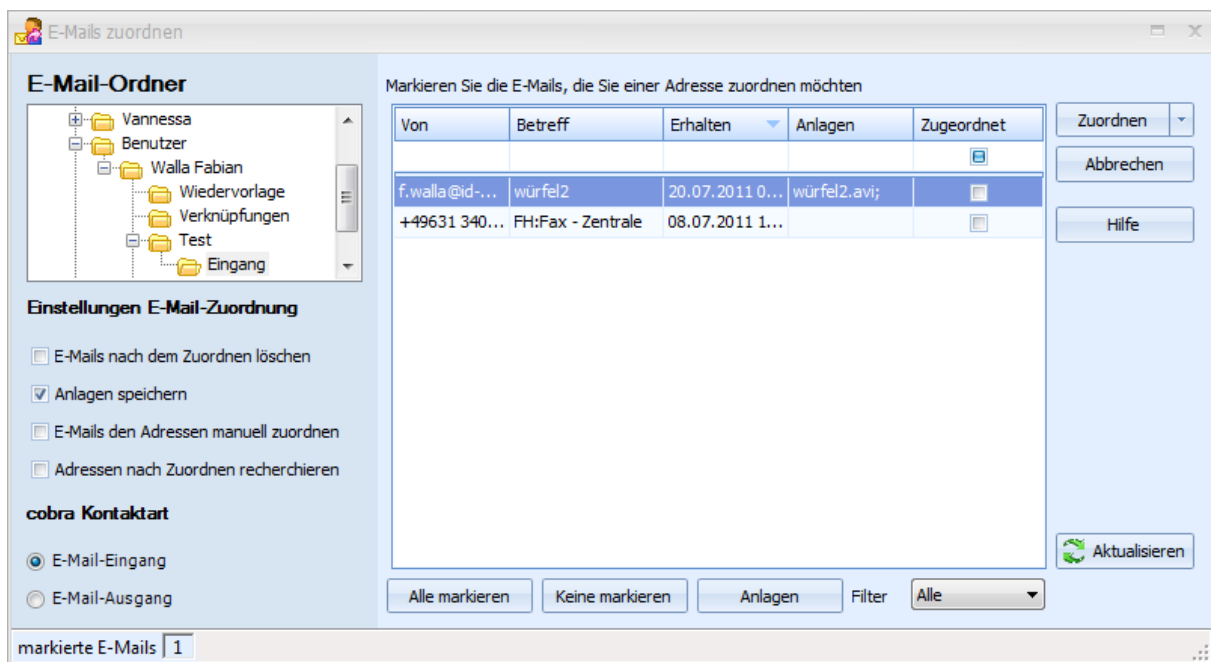 E-Mails zuordnen
E-Mail-Ordner
Vannessa
Benutzer
Walla Fabian
Wiedervorlage
Verknüpfungen
Test
Eingang
Einstellungen E-Mail-Zuordnung
E-Mails nach dem Zuordnen löschen
Anlagen speichern
E-Mails den Adressen manuell zuordnen
Adressen nach Zuordnen recherchieren
cobra Kontaktart
E-Mail-Eingang
E-Mail-Ausgang
Markieren Sie die E-Mails, die Sie einer Adresse zuordnen möchten
Von Betreff Erhalten Anlagen Zugeordnet
f.walla@id-... würfel2 20.07.2011 0... würfel2.avi;
+49631 340... FH:Fax - Zentrale 08.07.2011 1...
Alle markieren Keine markieren Anlagen Filter Alle
Zuordnen
Abbrechen
Hilfe
Aktualisieren
markierte E-Mails 1